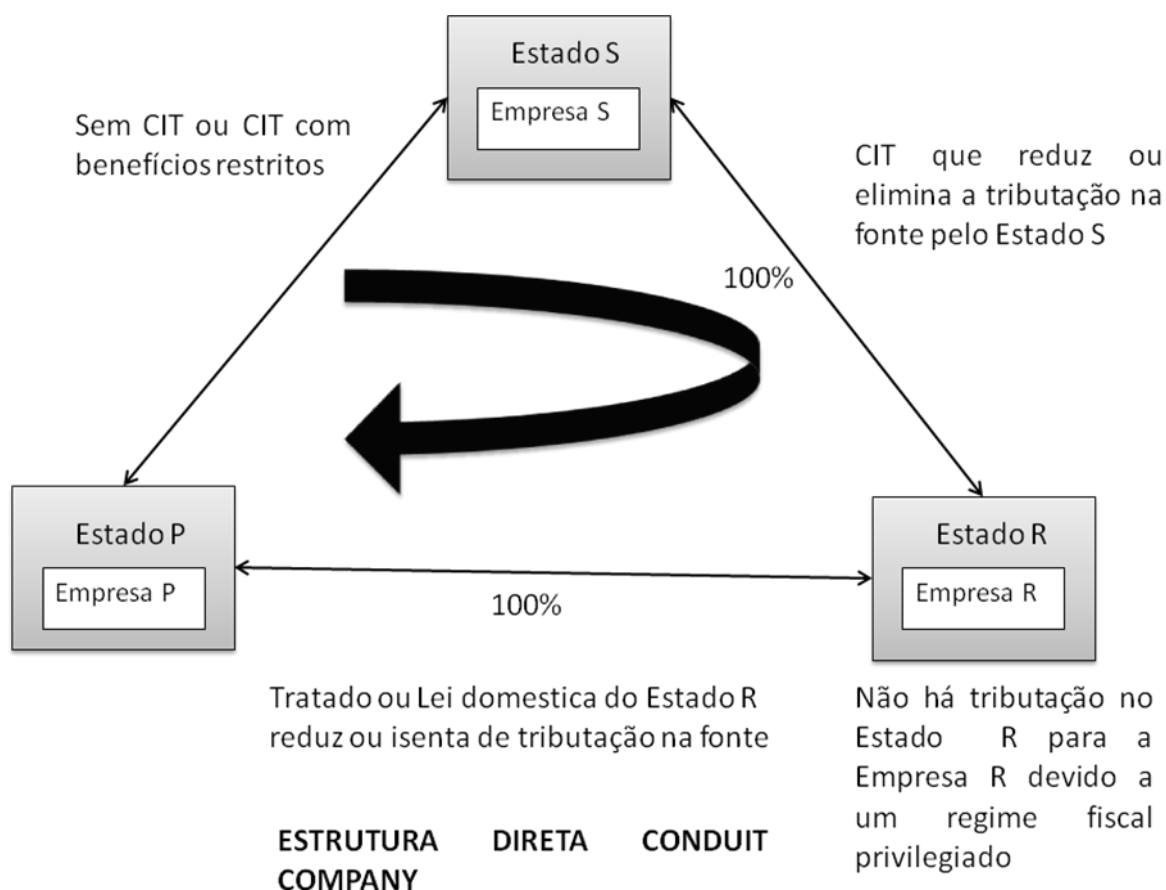 Estado S
Empresa S
Sem CIT ou CIT com
benefícios restritos
CIT que reduz ou
elimina a tributação na
fonte pelo Estado S
100%
Estado P
Empresa P
100%
Estado R
Empresa R
Tratado ou Lei domestica do Estado R
reduz ou isenta de tributação na fonte
Não há tributação no
Estado R para a
Empresa R devido a
um regime fiscal
privilegiado
ESTRUTURA DIRETA CONDUIT
COMPANY